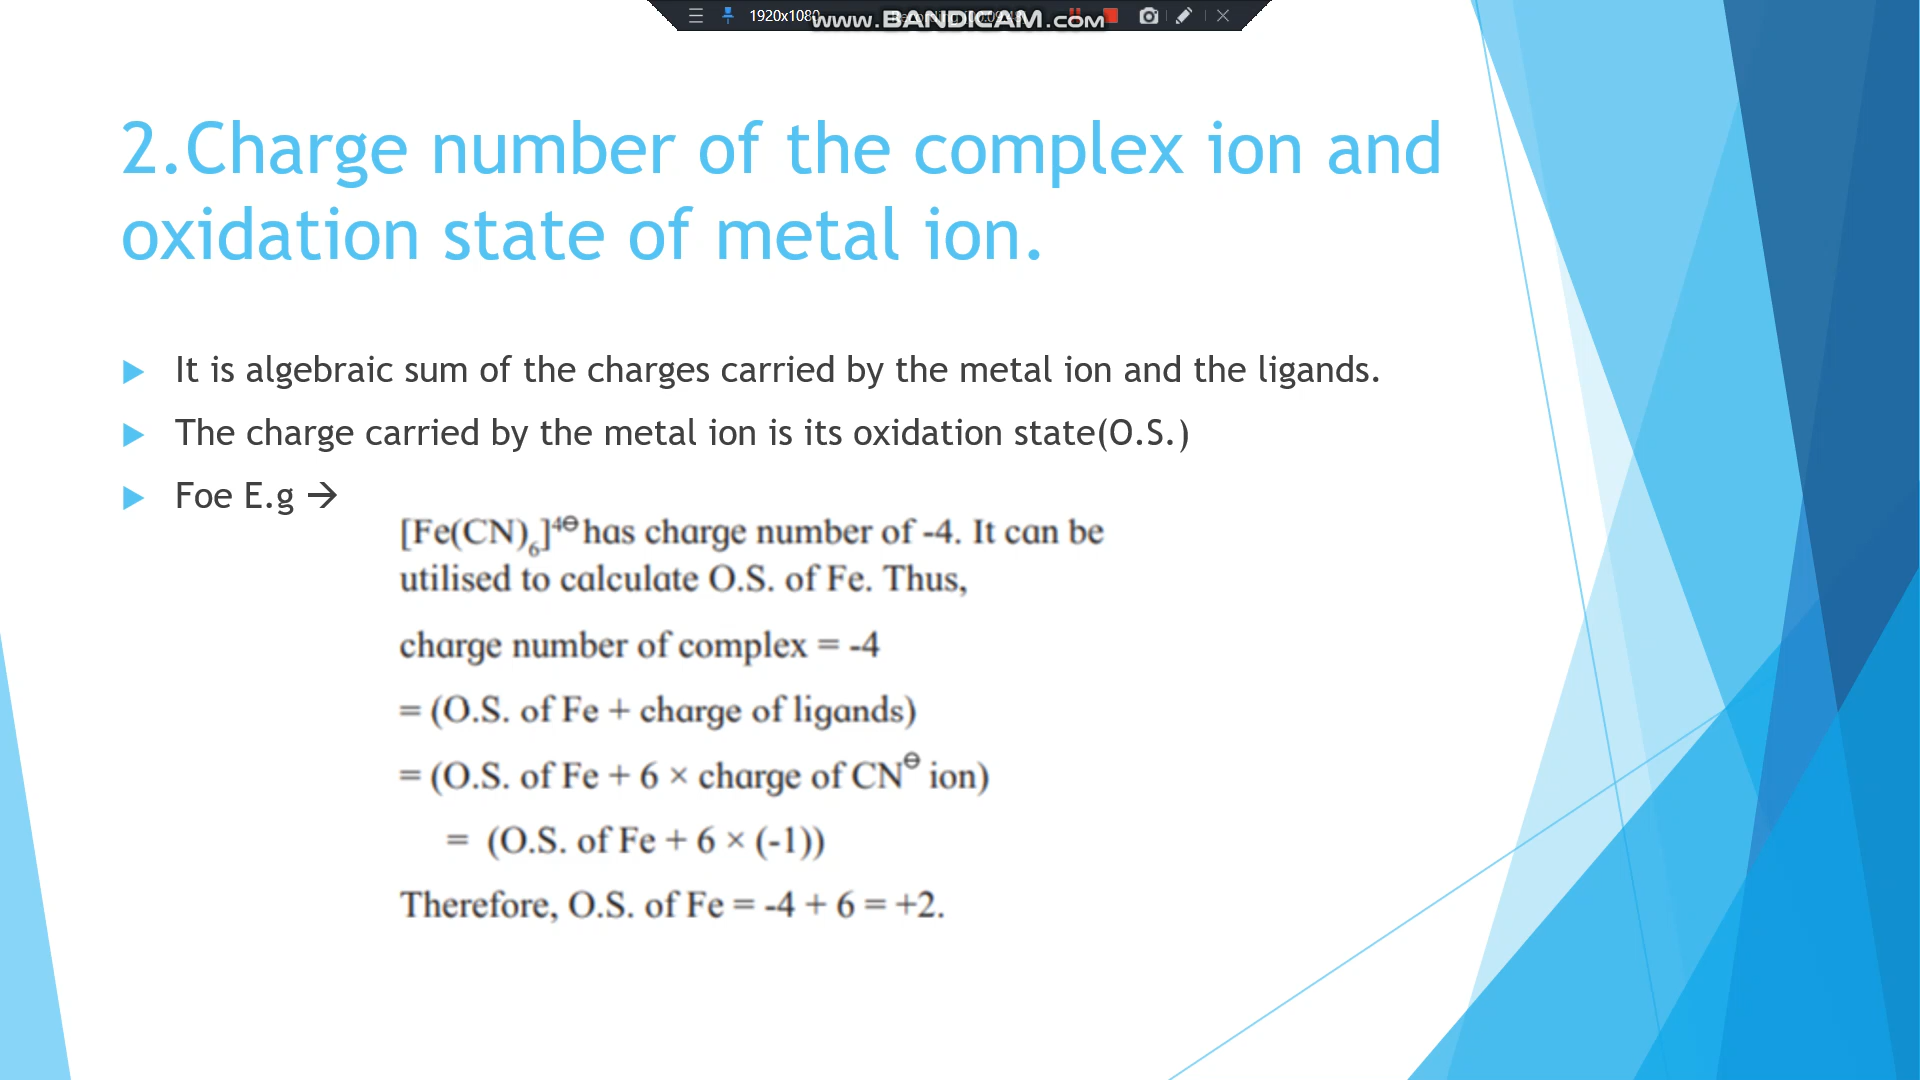 1920x1080
www.BANDICAM.com
2.Charge number of the complex ion and
oxidation state of metal ion.
It is algebraic sum of the charges carried by the metal ion and the ligands.
The charge carried by the metal ion is its oxidation state(O.S.)
Foe E.g →
[Fe(CN)₆]⁴⊖ has charge number of -4. It can be
utilised to calculate O.S. of Fe. Thus,
charge number of complex = -4
= (O.S. of Fe + charge of ligands)
= (O.S. of Fe + 6 × charge of CN⊖ ion)
= (O.S. of Fe + 6 × (-1))
Therefore, O.S. of Fe = -4 + 6 = +2.